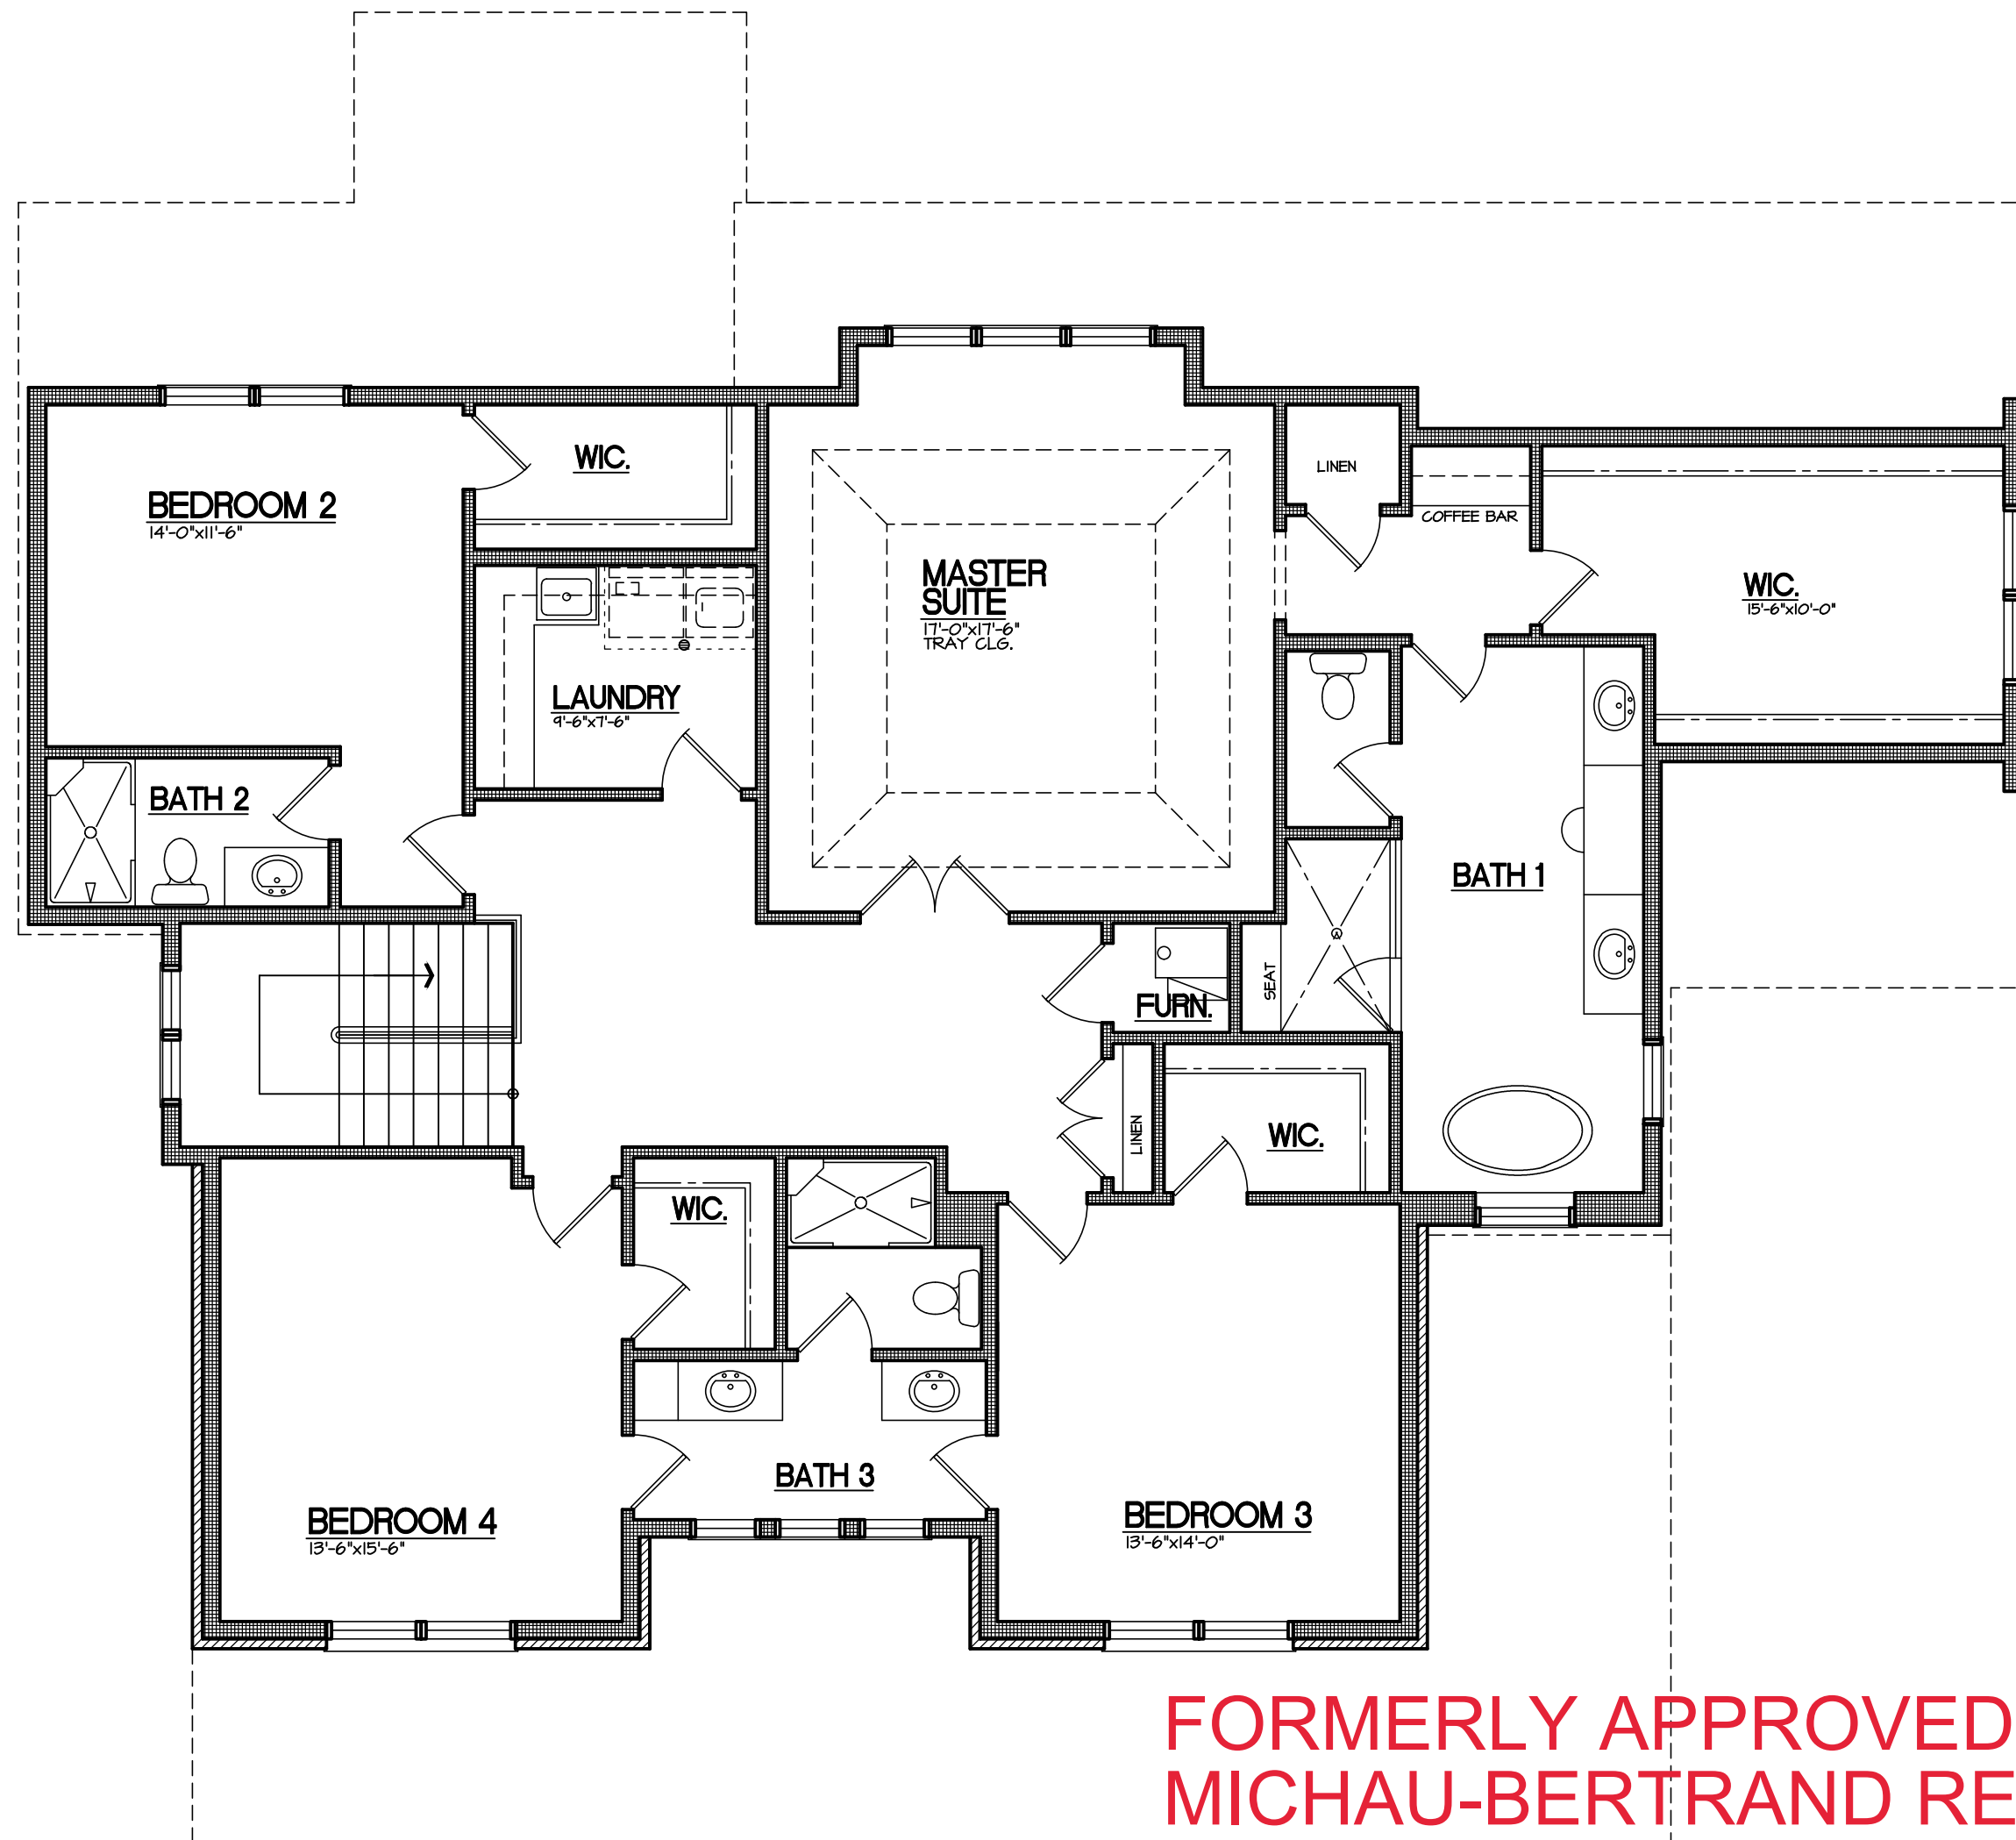 WIC.
LINEN
BEDROOM 2
14'-0"x11'-6"
COFFEE BAR
MASTER
SUITE
17'-0"x17'-6"
TRAY CLG.
WIC.
15'-6"x10'-0"
LAUNDRY
9'-6"x7'-6"
BATH 2
BATH 1
SEAT
FURN.
LINEN
WIC.
WIC.
BATH 3
BEDROOM 4
13'-6"x15'-6"
BEDROOM 3
13'-6"x14'-0"
FORMERLY APPROVED
MICHAU-BERTRAND RE